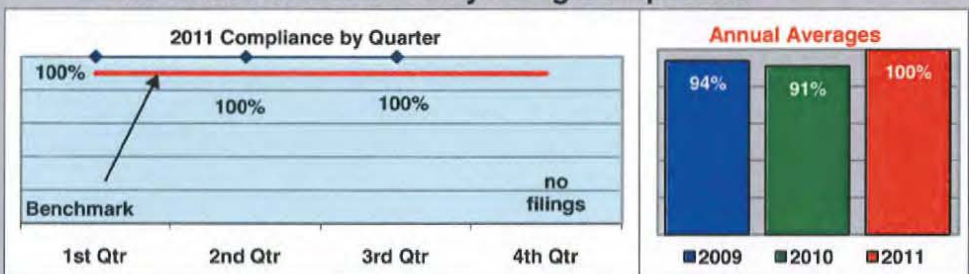 2011 Compliance by Quarter
100%
100%
100%
Benchmark
no
filings
1st Qtr
2nd Qtr
3rd Qtr
4th Qtr
Annual Averages
94%
91%
100%
2009
2010
2011